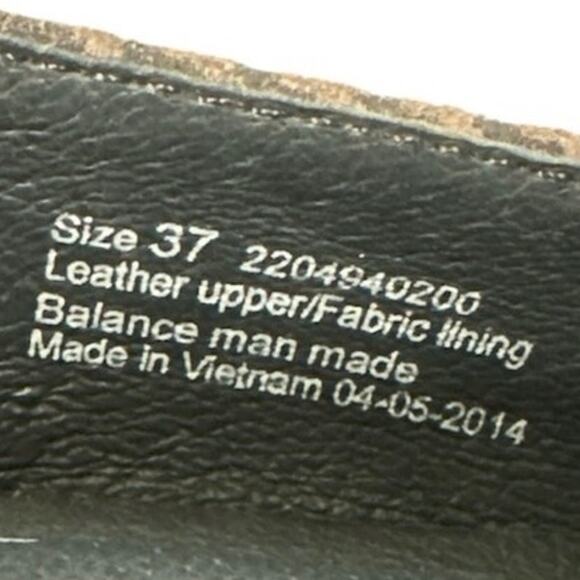 Size 37 2204940200
Leather upper/Fabric lining
Balance man made
Made in Vietnam 04-05-2014